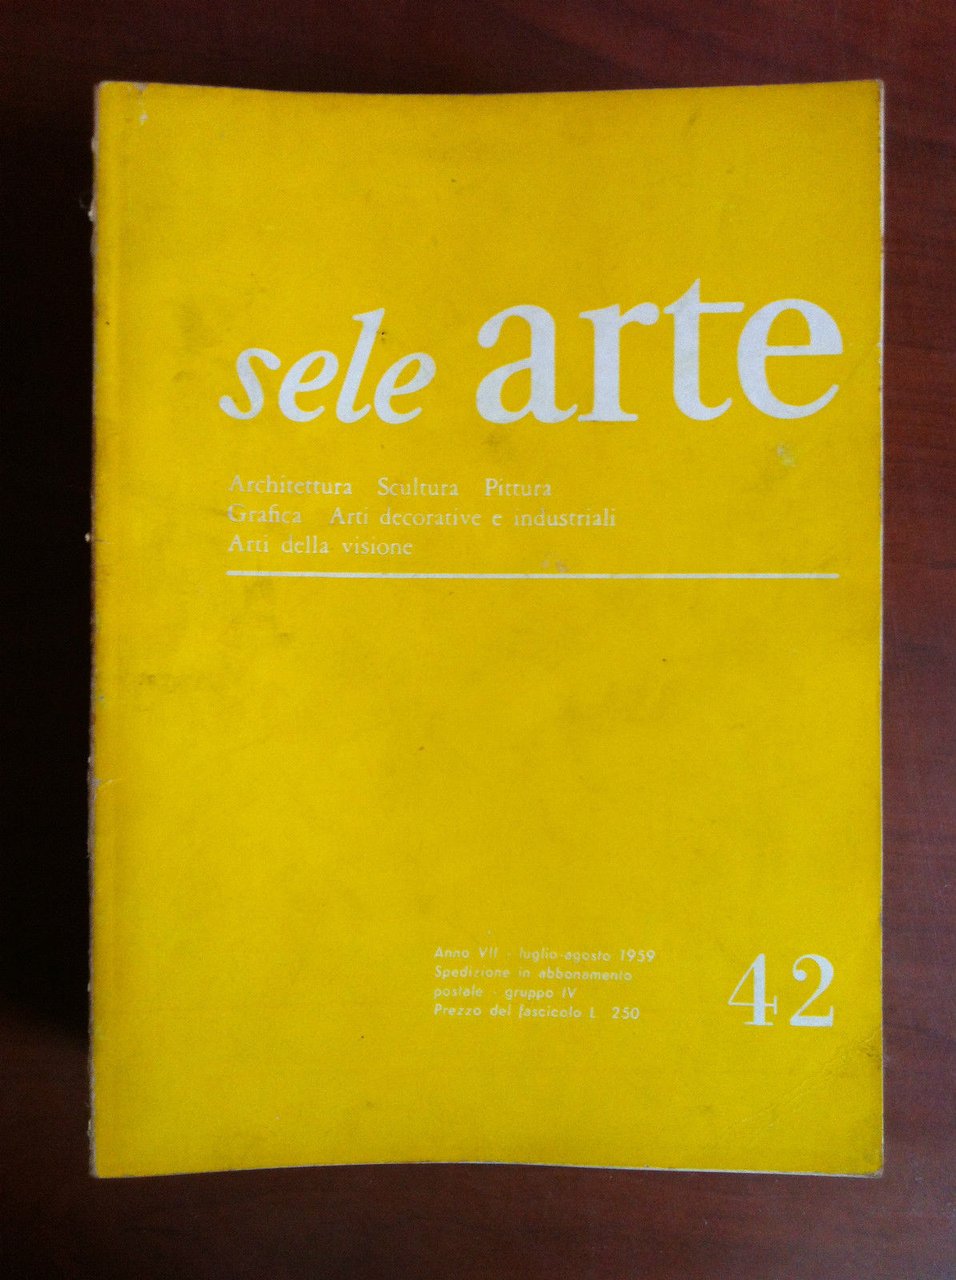 sele arte
Architettura Scultura Pittura
Grafica Arti decorative e industriali
Arti della visione
Anno VII - luglio-agosto 1959
Spedizione in abbonamento
postale - gruppo IV
Prezzo del fascicolo L. 250
42